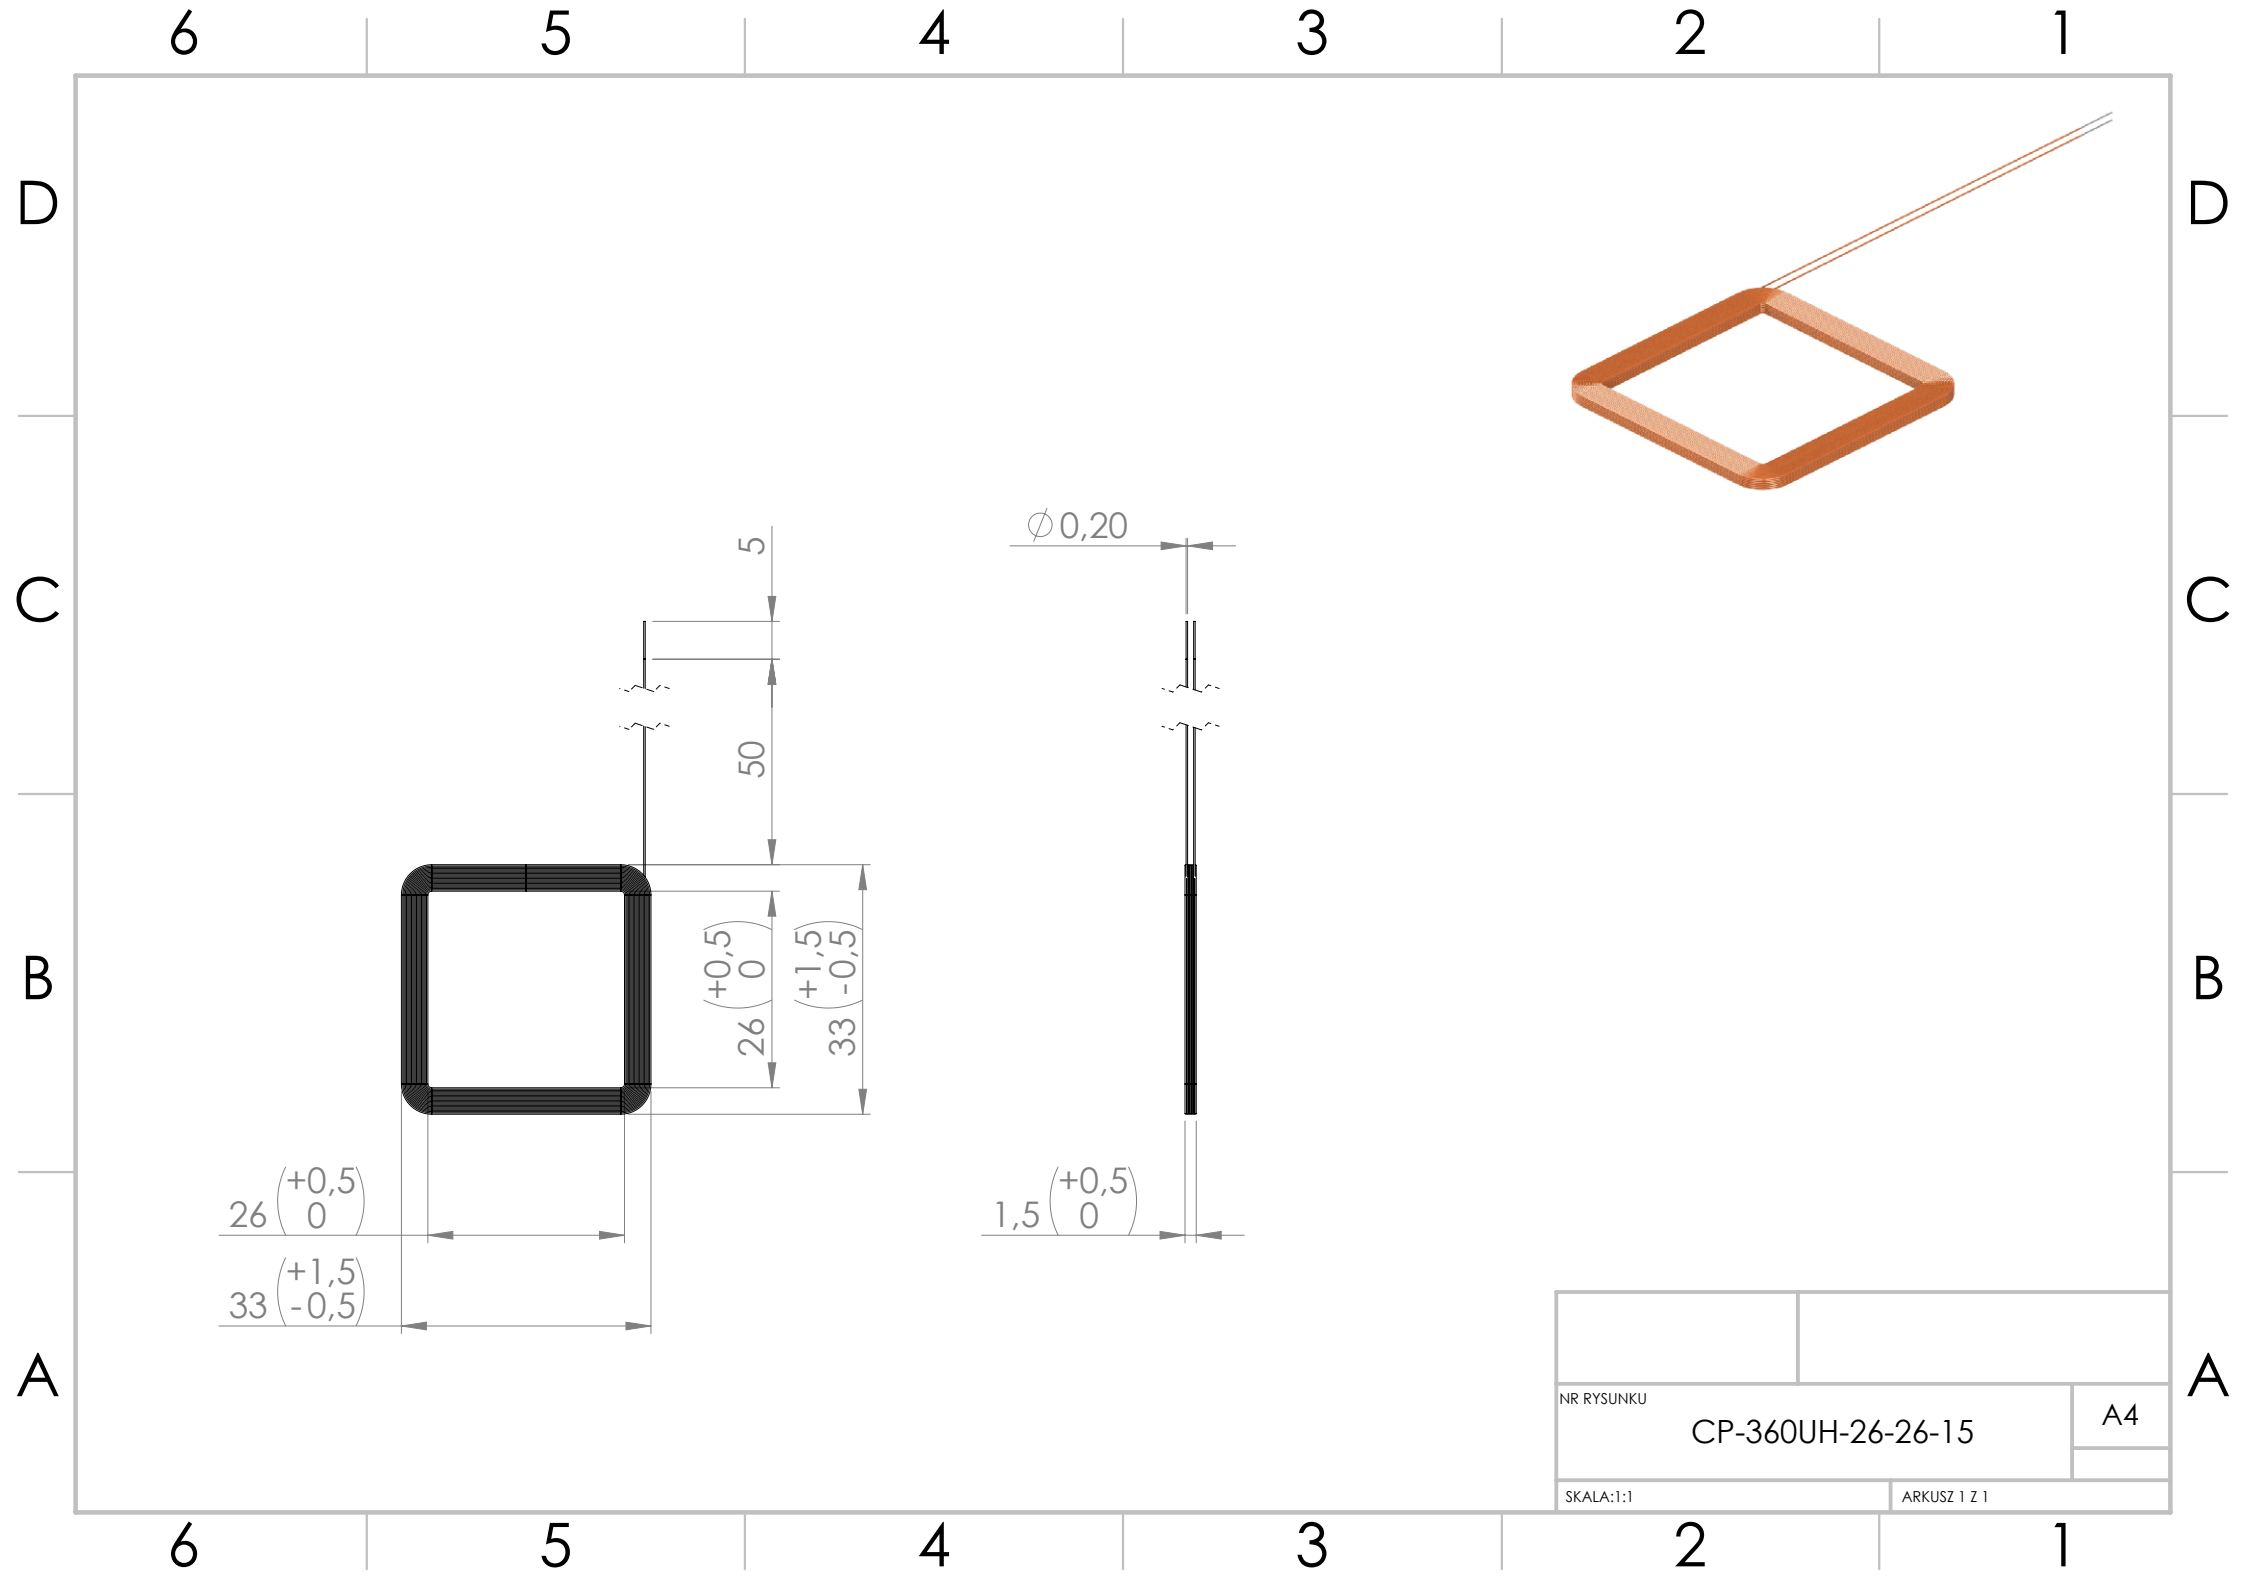 6 5 4 3 2 1
D D
C C
B B
A A
⌀0,20
5
50
26 (+0,5 0)
33 (+1,5 -0,5)
26 (+0,5 0)
33 (+1,5 -0,5)
1,5 (+0,5 0)
NR RYSUNKU
CP-360UH-26-26-15
A4
SKALA:1:1
ARKUSZ 1 Z 1
6 5 4 3 2 1